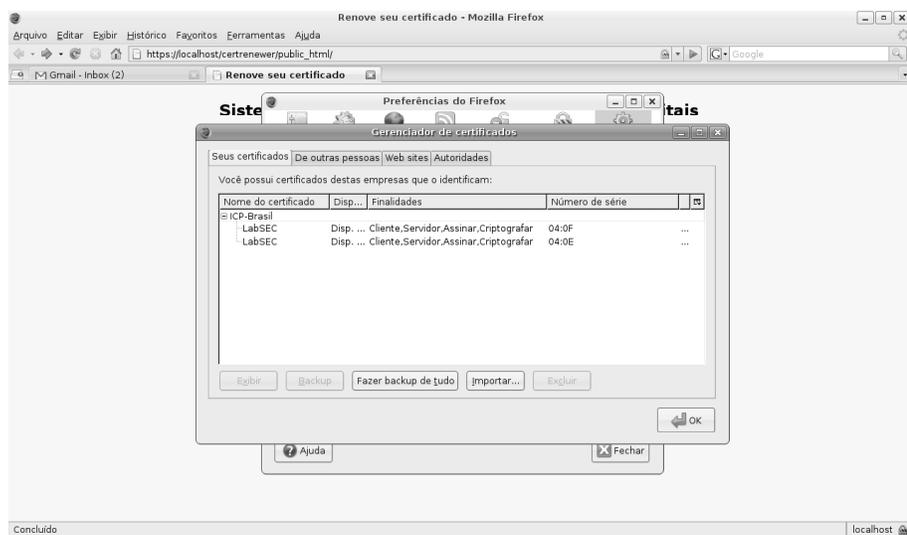 Renove seu certificado - Mozilla Firefox
Arquivo Editar Exibir Histórico Favoritos Ferramentas Ajuda
https://localhost/certrenewer/public_html/
Google
Gmail - Inbox (2)
Renove seu certificado
Siste
tais
Preferências do Firefox
Gerenciador de certificados
Seus certificados De outras pessoas Web sites Autoridades
Você possui certificados destas empresas que o identificam:
Nome do certificado Disp... Finalidades Número de série
ICP-Brasil
LabSEC Disp. ... Cliente,Servidor,Assinar,Criptografar 04:0F ...
LabSEC Disp. ... Cliente,Servidor,Assinar,Criptografar 04:0E ...
Exibir Backup Fazer backup de tudo Importar... Excluir
OK
Ajuda Fechar
Concluído localhost